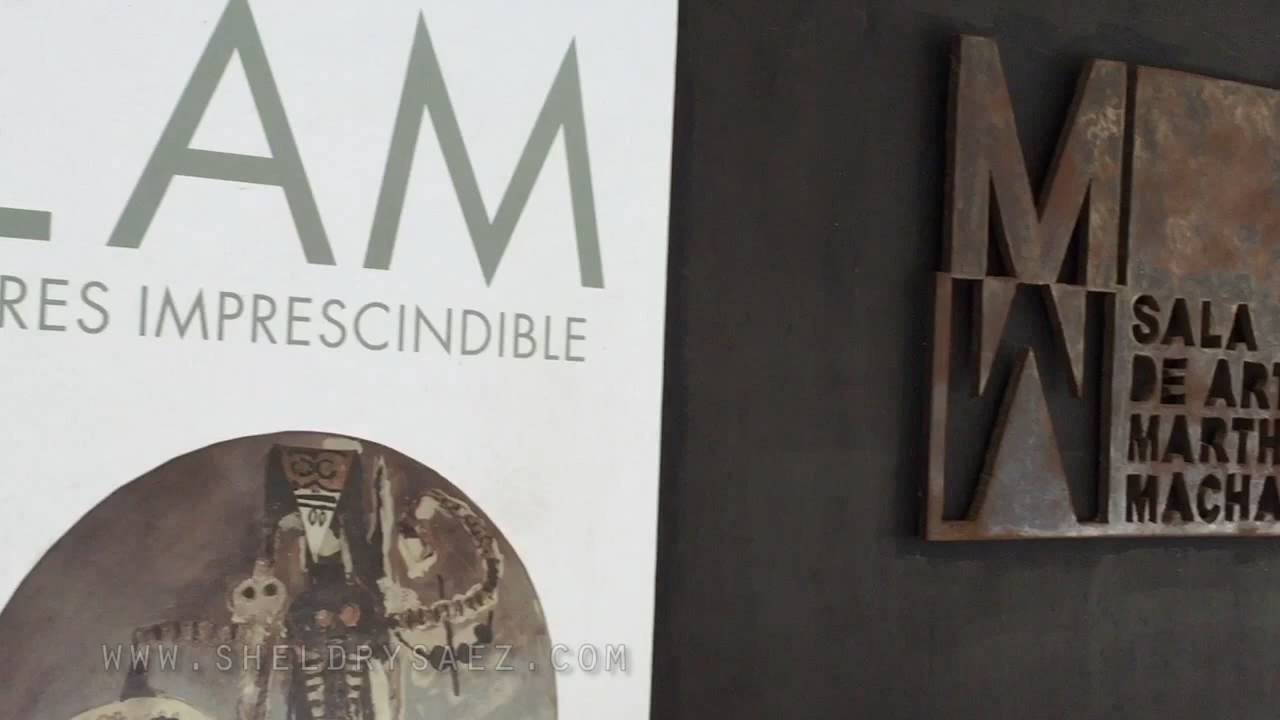 LAM
RES IMPRESCINDIBLE
M
SALA
DE ART
MARTH
MACHA
WWW.SHELDRYSAEZ.COM